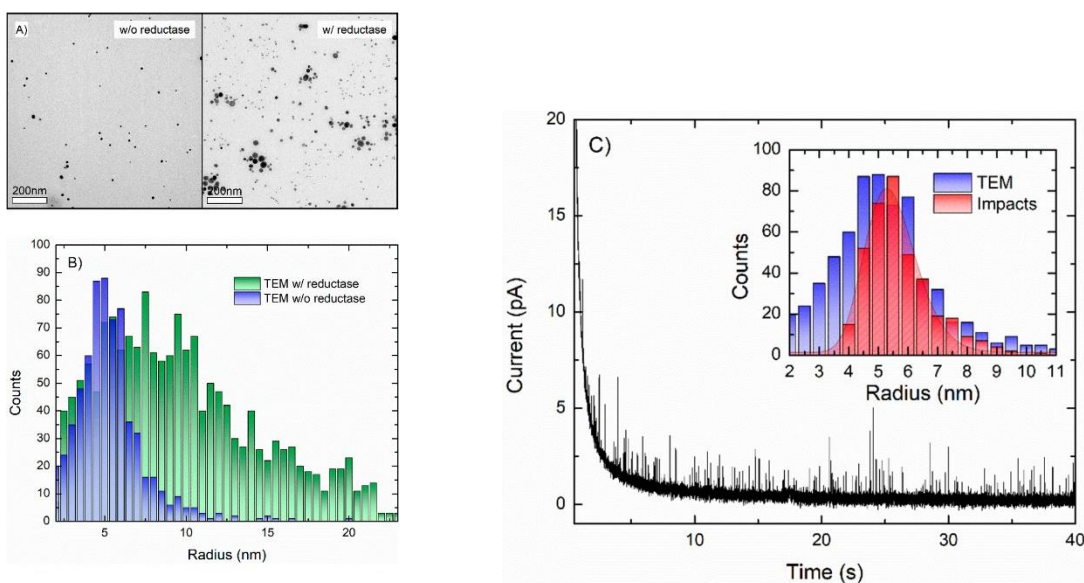 A)
w/o reductase
w/ reductase
200nm
200nm
B)
100
90
80
70
60
50
40
30
20
10
0
Counts
TEM w/ reductase
TEM w/o reductase
5
10
15
20
Radius (nm)
C)
20
15
10
5
0
Current (pA)
10
20
30
40
Time (s)
100
80
60
40
20
0
Counts
TEM
Impacts
2 3 4 5 6 7 8 9 10 11
Radius (nm)